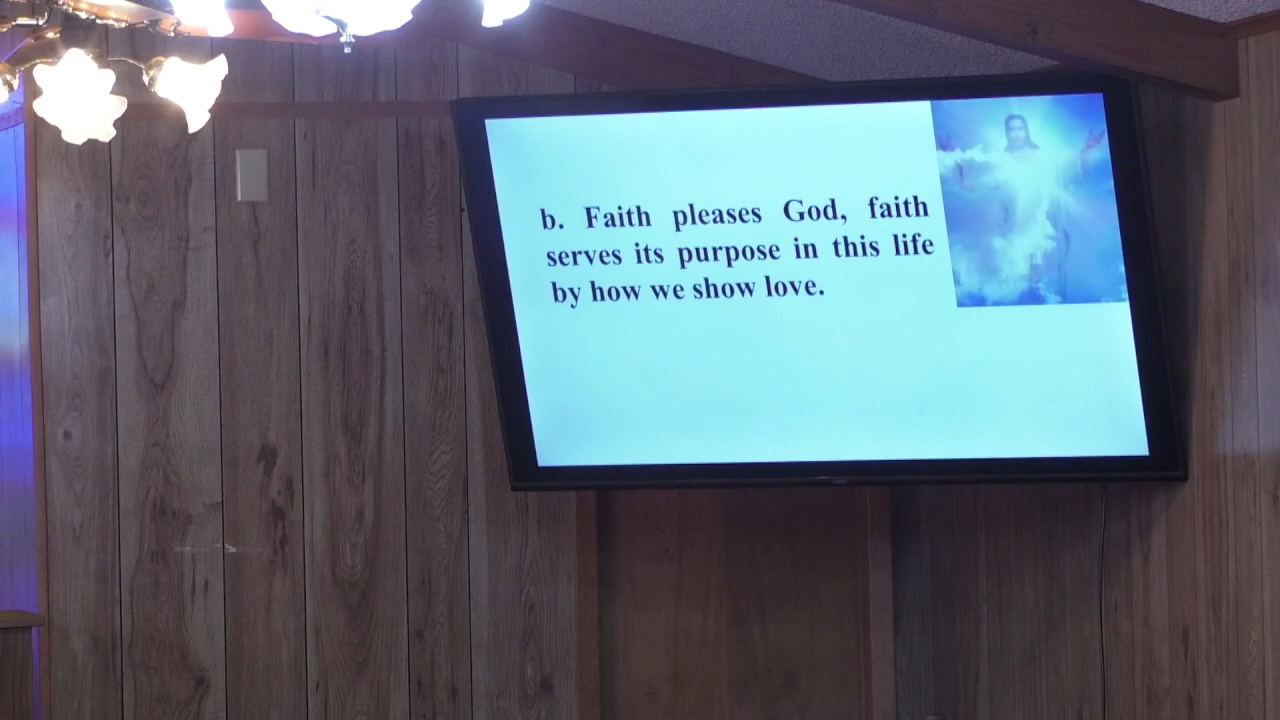 b. Faith pleases God, faith
serves its purpose in this life
by how we show love.